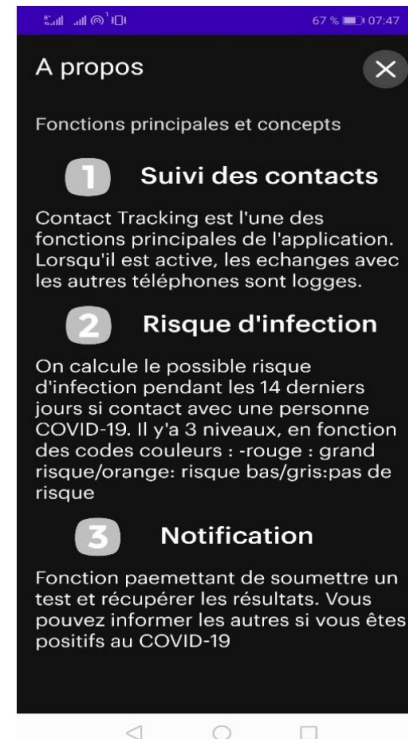 67 % 07:47
A propos
Fonctions principales et concepts
1 Suivi des contacts
Contact Tracking est l'une des
fonctions principales de l'application.
Lorsqu'il est active, les echanges avec
les autres téléphones sont logges.
2 Risque d'infection
On calcule le possible risque
d'infection pendant les 14 derniers
jours si contact avec une personne
COVID-19. Il y'a 3 niveaux, en fonction
des codes couleurs : -rouge : grand
risque/orange: risque bas/gris:pas de
risque
3 Notification
Fonction paemettant de soumettre un
test et récupérer les résultats. Vous
pouvez informer les autres si vous êtes
positifs au COVID-19